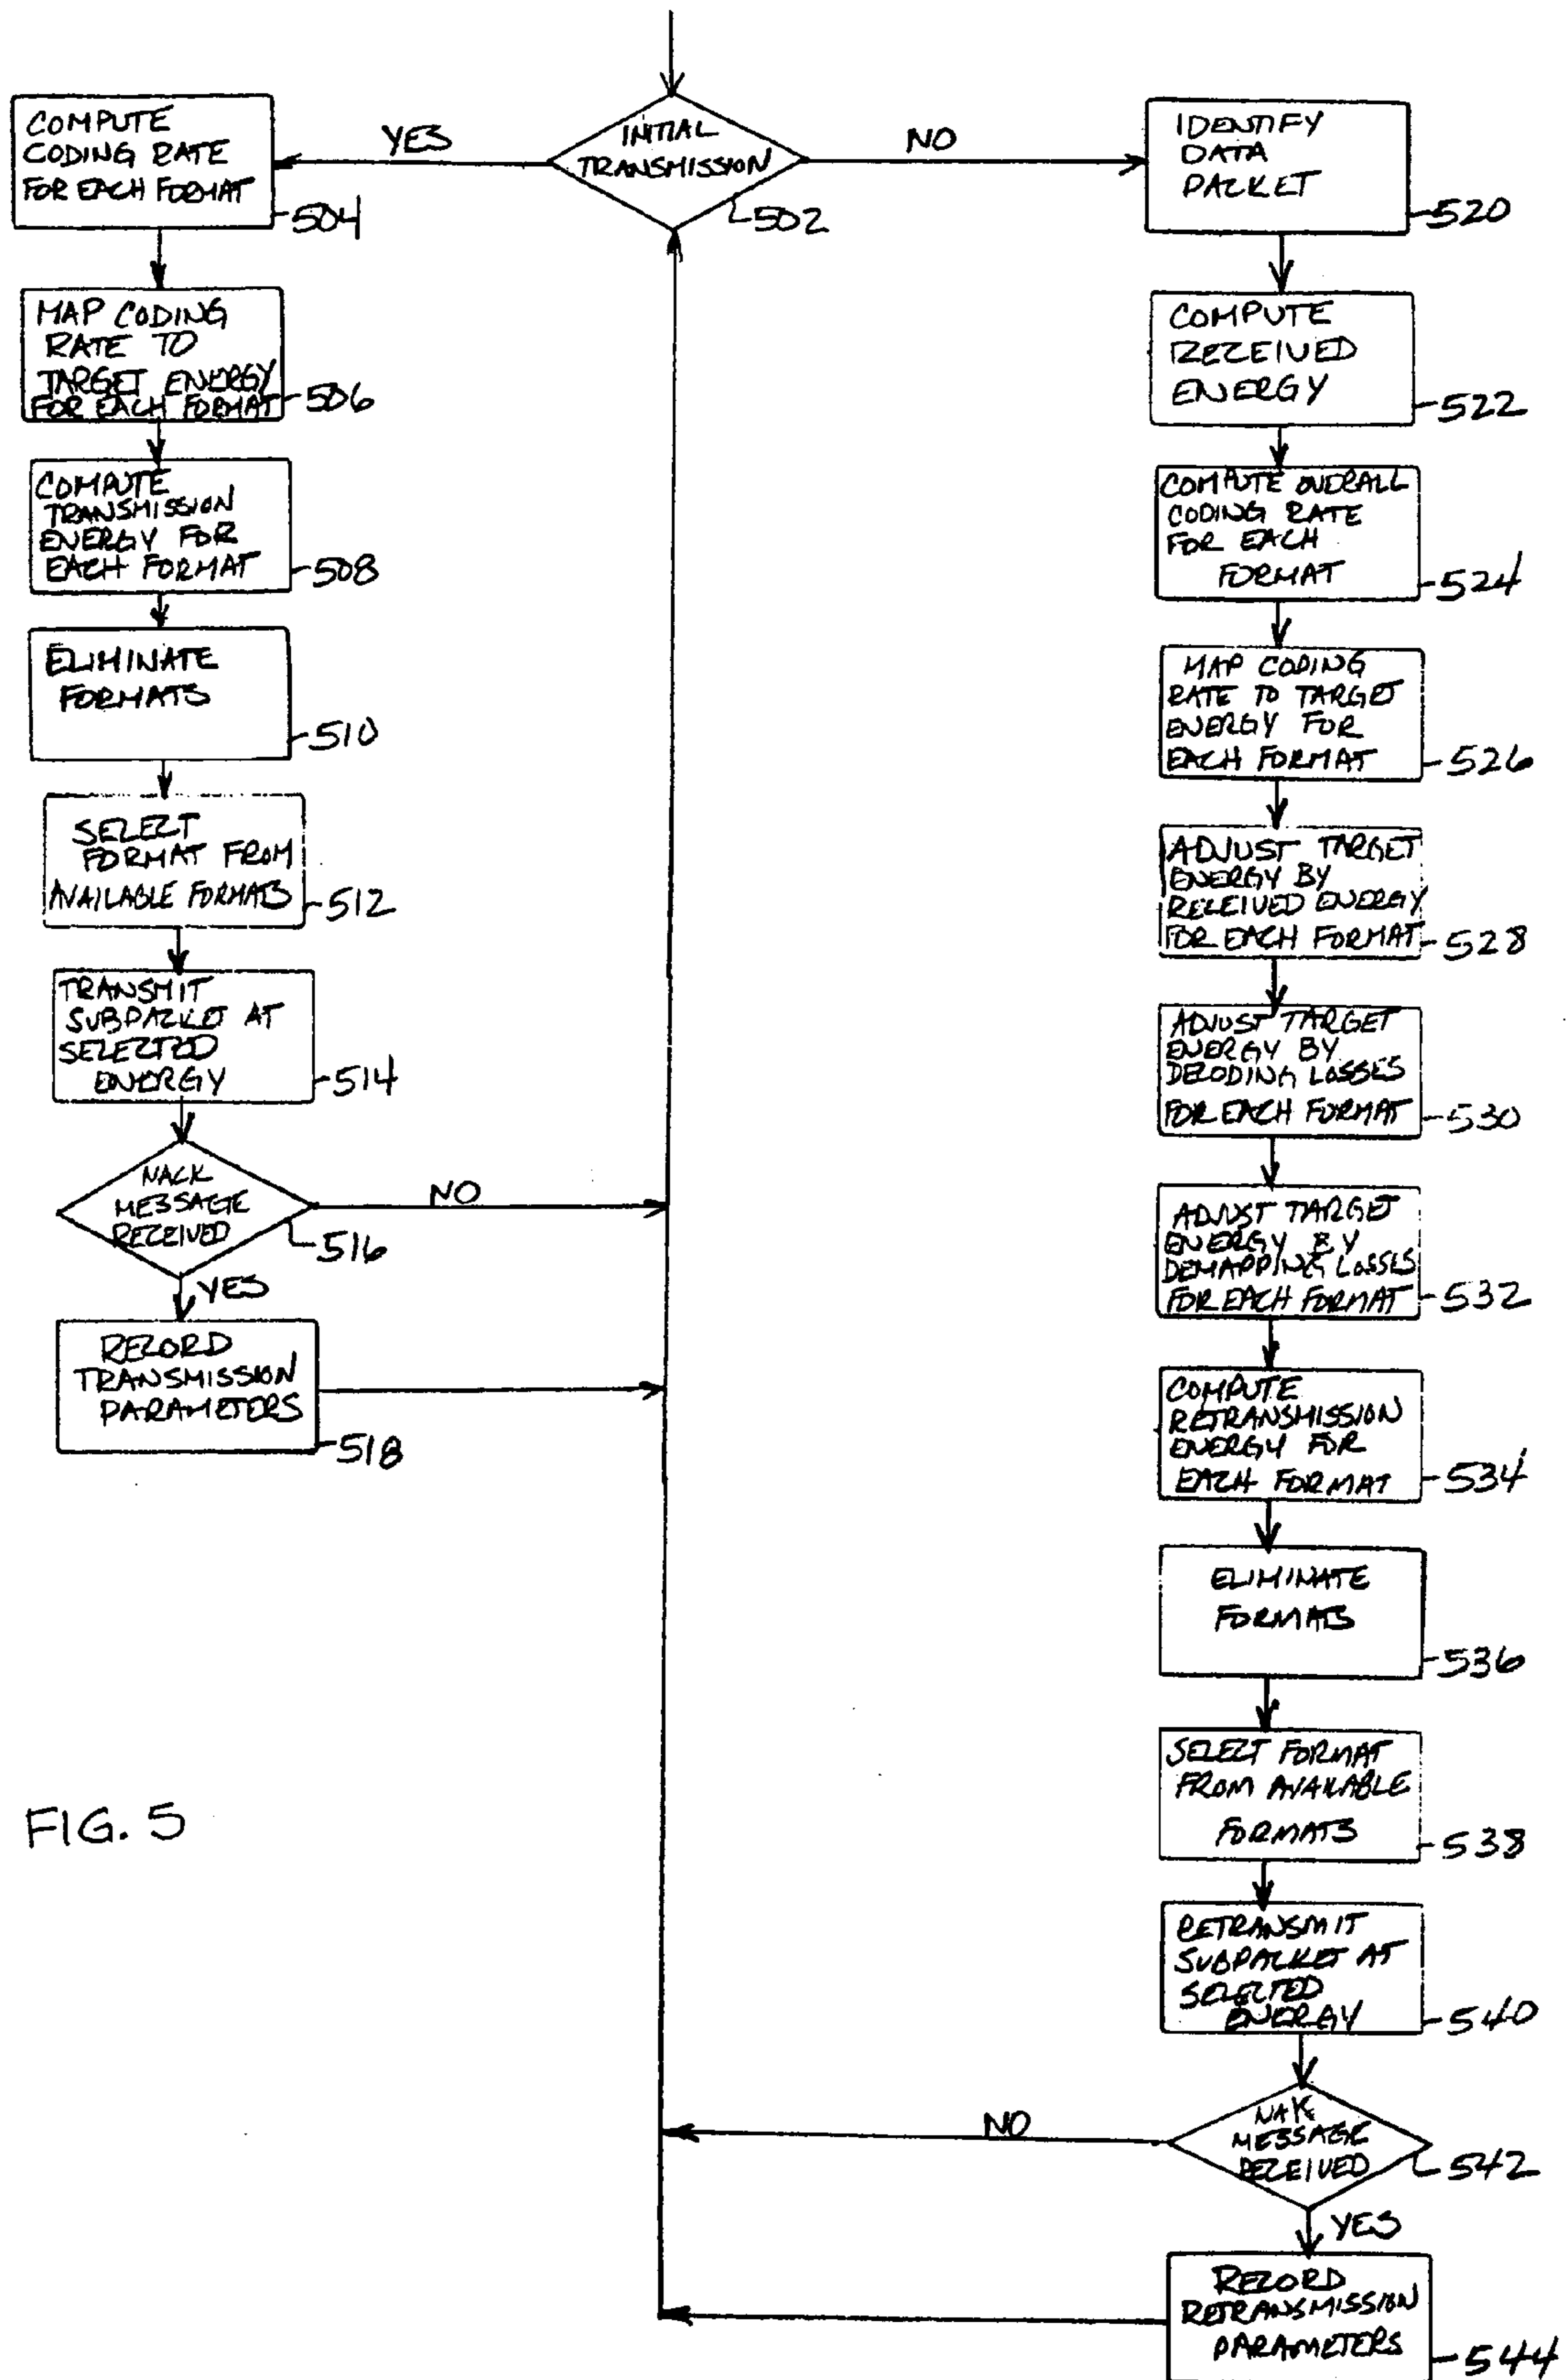 INITIAL
TRANSMISSION
502
YES
NO
COMPUTE
CODING RATE
FOR EACH FORMAT
504
MAP CODING
RATE TO
TARGET ENERGY
FOR EACH FORMAT
506
COMPUTE
TRANSMISSION
ENERGY FOR
EACH FORMAT
508
ELIMINATE
FORMATS
510
SELECT
FORMAT FROM
AVAILABLE FORMATS
512
TRANSMIT
SUBPACKET AT
SELECTED
ENERGY
514
NACK
MESSAGE
RECEIVED
516
NO
YES
RECORD
TRANSMISSION
PARAMETERS
518
IDENTIFY
DATA
PACKET
520
COMPUTE
RECEIVED
ENERGY
522
COMPUTE OVERALL
CODING RATE
FOR EACH
FORMAT
524
MAP CODING
RATE TO TARGET
ENERGY FOR
EACH FORMAT
526
ADJUST TARGET
ENERGY BY
RECEIVED ENERGY
FOR EACH FORMAT
528
ADJUST TARGET
ENERGY BY
DECODING LOSSES
FOR EACH FORMAT
530
ADJUST TARGET
ENERGY BY
DEMAPPING LOSSES
FOR EACH FORMAT
532
COMPUTE
RETRANSMISSION
ENERGY FOR
EACH FORMAT
534
ELIMINATE
FORMATS
536
SELECT FORMAT
FROM AVAILABLE
FORMATS
538
RETRANSMIT
SUBPACKET AT
SELECTED
ENERGY
540
NAK
MESSAGE
RECEIVED
542
NO
YES
RECORD
RETRANSMISSION
PARAMETERS
544
FIG. 5